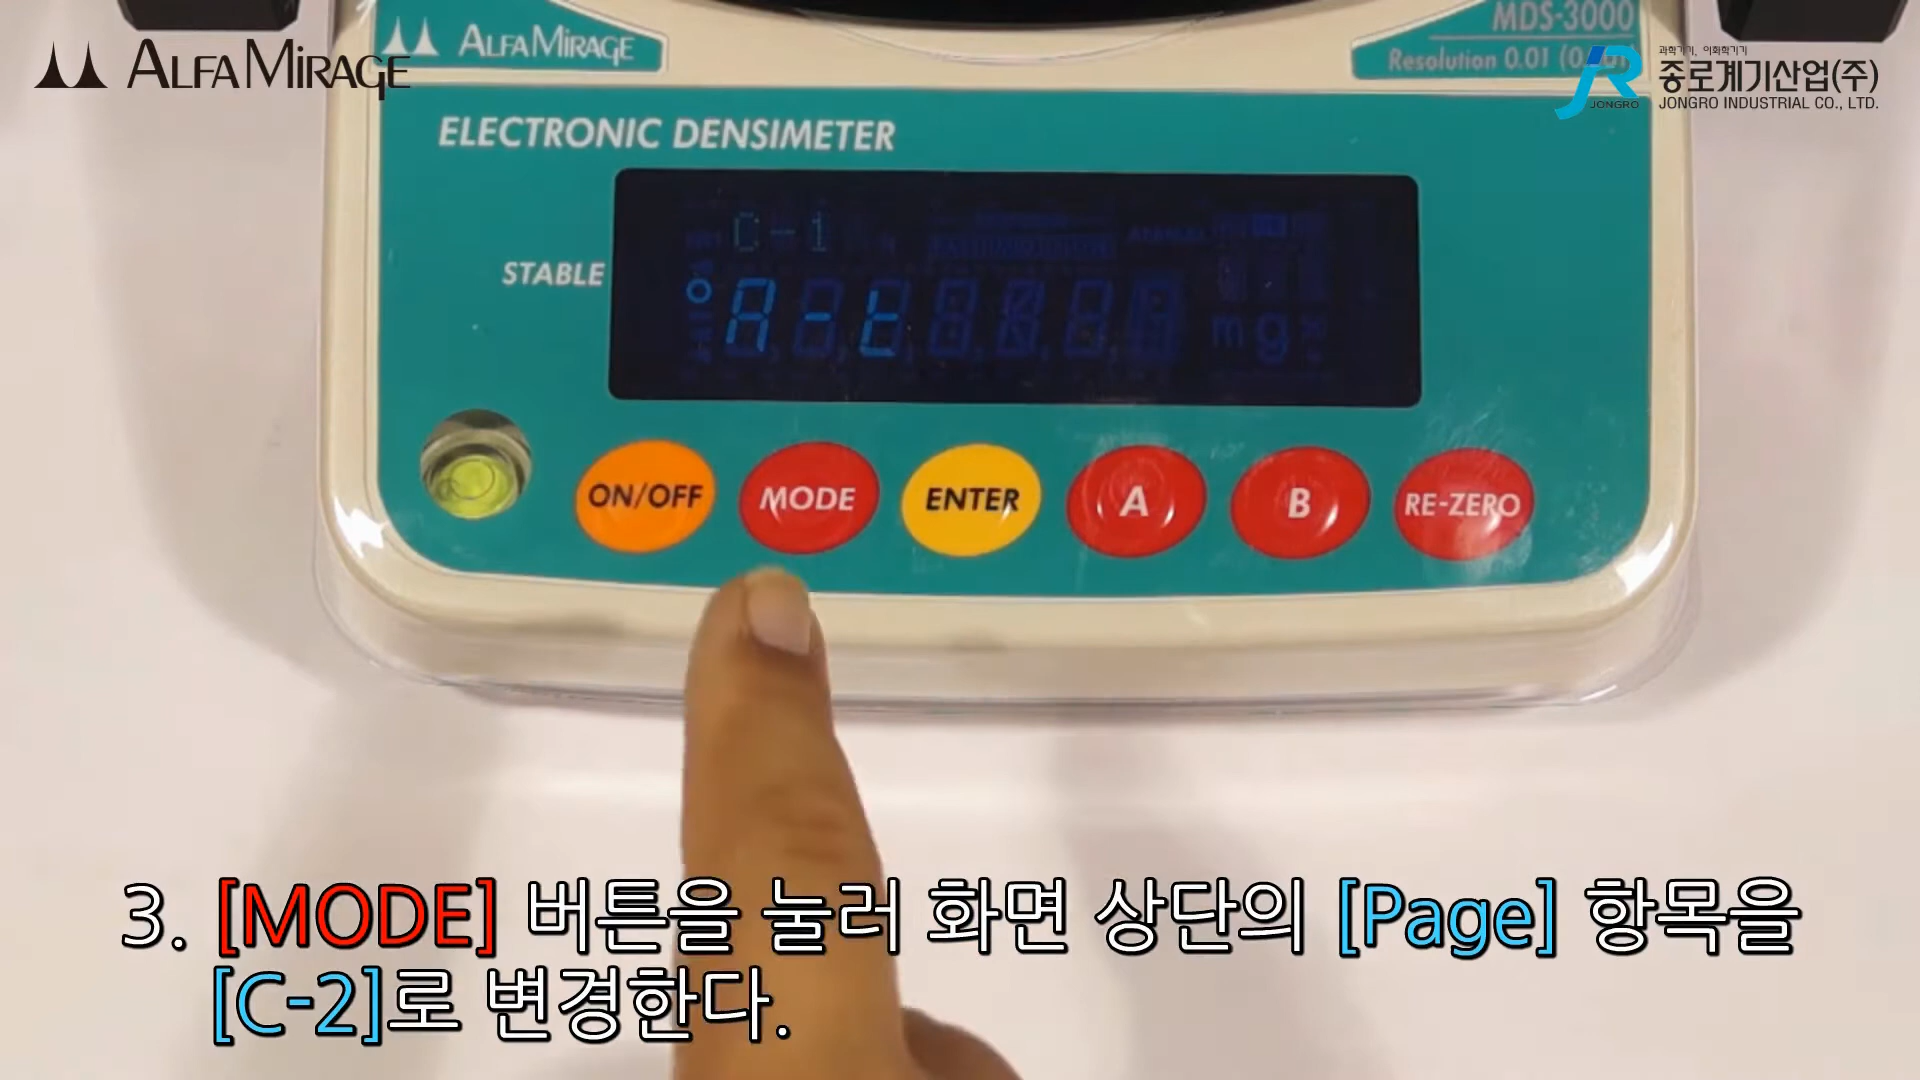 ALFA MIRAGE
ALFA MIRAGE
MDS-3000
Resolution 0.01
과학기기, 이화학기기
종로계기산업(주)
JONGRO
JONGRO INDUSTRIAL CO., LTD.
ELECTRONIC DENSIMETER
C-1
STABLE
A-t
mg
ON/OFF
MODE
ENTER
A
B
RE-ZERO
3. [MODE] 버튼을 눌러 화면 상단의 [Page] 항목을
[C-2]로 변경한다.